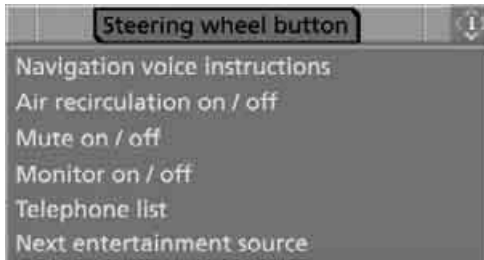 Steering wheel button
Navigation voice instructions
Air recirculation on / off
Mute on / off
Monitor on / off
Telephone list
Next entertainment source